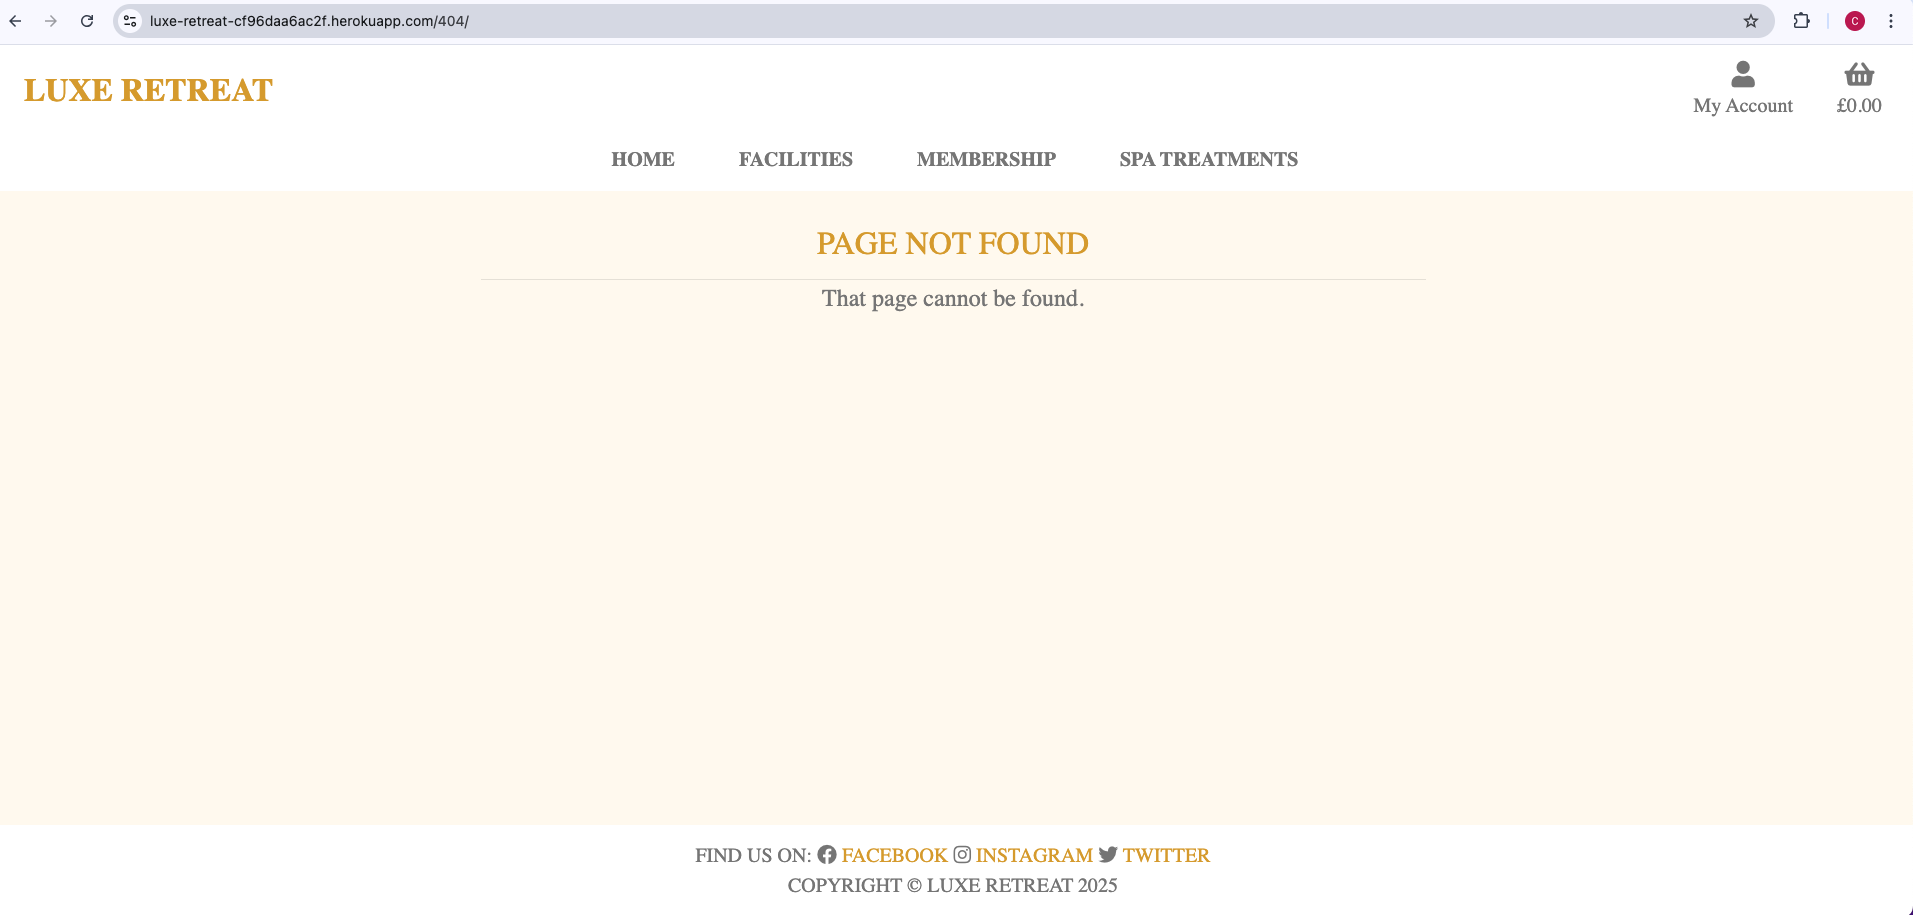 luxe-retreat-cf96daa6ac2f.herokuapp.com/404/
C
LUXE RETREAT
My Account
£0.00
HOME FACILITIES MEMBERSHIP SPA TREATMENTS
PAGE NOT FOUND
That page cannot be found.
FIND US ON: FACEBOOK INSTAGRAM TWITTER
COPYRIGHT © LUXE RETREAT 2025